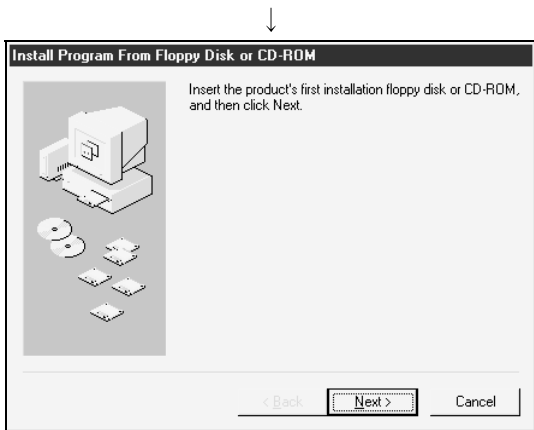 ↓
Install Program From Floppy Disk or CD-ROM
Insert the product's first installation floppy disk or CD-ROM,
and then click Next.
< Back
Next >
Cancel